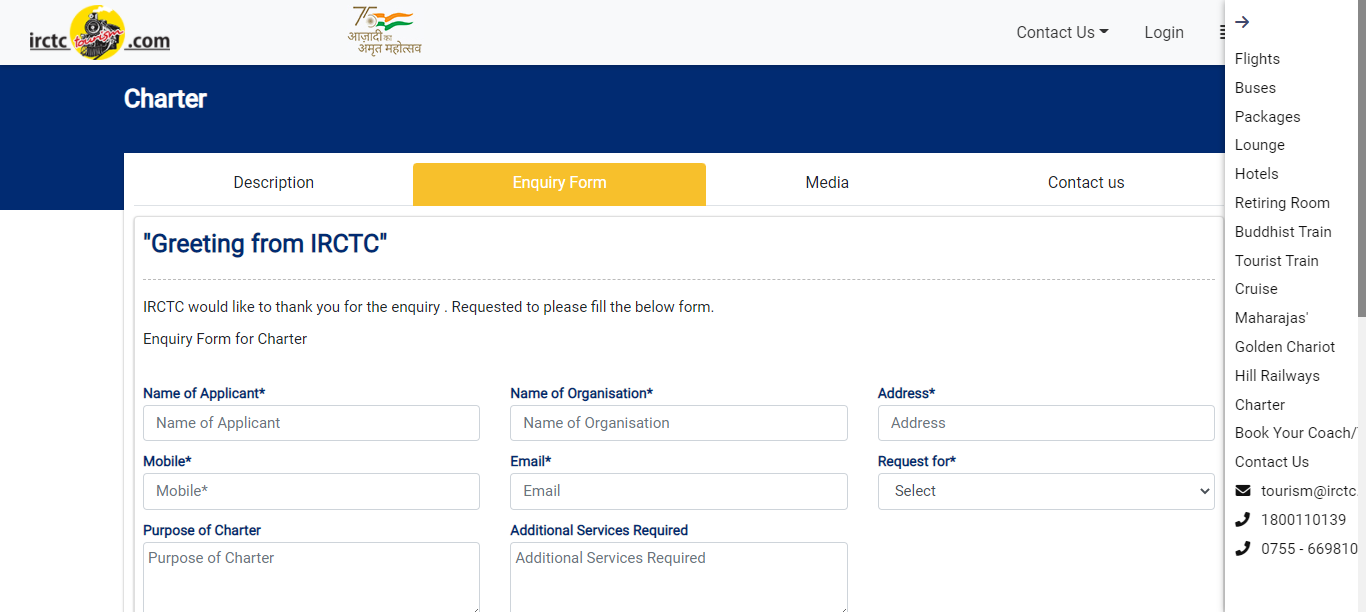 irctc tourism .com
75
आज़ादी का
अमृत महोत्सव
Contact Us
Login
Charter
Description
Enquiry Form
Media
Contact us
"Greeting from IRCTC"
IRCTC would like to thank you for the enquiry . Requested to please fill the below form.
Enquiry Form for Charter
Name of Applicant*
Name of Organisation*
Address*
Name of Applicant
Name of Organisation
Address
Mobile*
Email*
Request for*
Mobile*
Email
Select
Purpose of Charter
Additional Services Required
Purpose of Charter
Additional Services Required
Flights
Buses
Packages
Lounge
Hotels
Retiring Room
Buddhist Train
Tourist Train
Cruise
Maharajas'
Golden Chariot
Hill Railways
Charter
Book Your Coach/
Contact Us
tourism@irctc.
1800110139
0755 - 669810